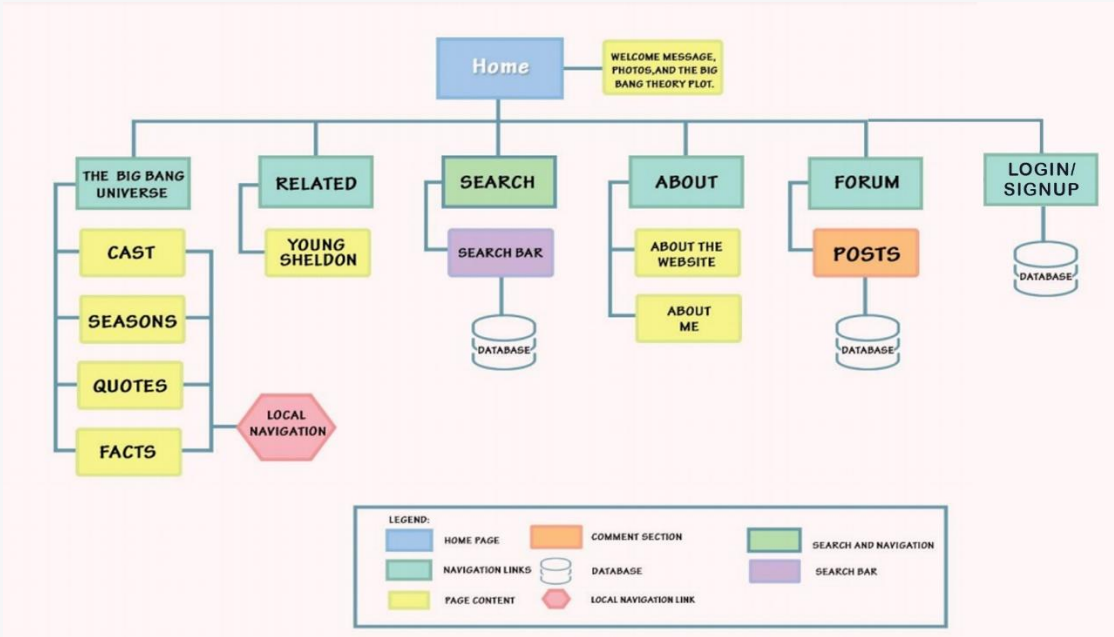 Home
WELCOME MESSAGE,
PHOTOS,AND THE BIG
BANG THEORY PLOT.
THE BIG BANG
UNIVERSE
RELATED
SEARCH
ABOUT
FORUM
LOGIN/
SIGNUP
CAST
SEASONS
QUOTES
FACTS
LOCAL
NAVIGATION
YOUNG
SHELDON
SEARCH BAR
DATABASE
ABOUT THE
WEBSITE
ABOUT
ME
POSTS
DATABASE
DATABASE
LEGEND:
HOME PAGE
NAVIGATION LINKS
PAGE CONTENT
COMMENT SECTION
DATABASE
LOCAL NAVIGATION LINK
SEARCH AND NAVIGATION
SEARCH BAR